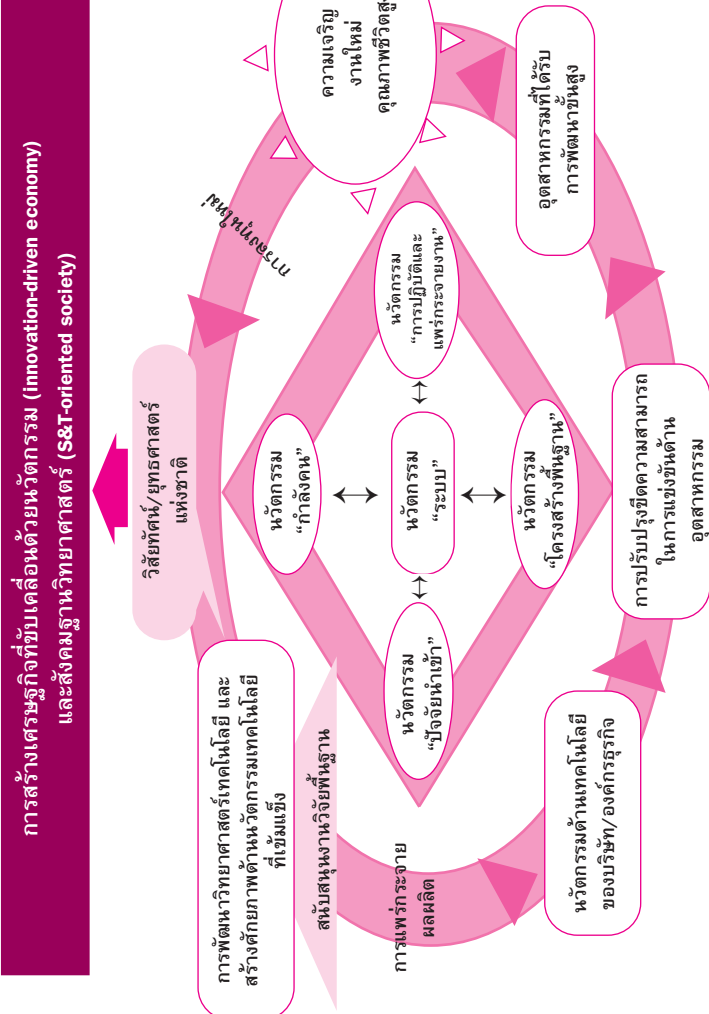 การสร้างเศรษฐกิจที่ขับเคลื่อนด้วยนวัตกรรม (innovation-driven economy)
และสังคมฐานวิทยาศาสตร์ (S&T-oriented society)
วิสัยทัศน์/ยุทธศาสตร์
แห่งชาติ
การพัฒนาวิทยาศาสตร์เทคโนโลยี และ
สร้างศักยภาพด้านนวัตกรรมเทคโนโลยี
ที่เข้มแข็ง
สนับสนุนงานวิจัยพื้นฐาน
การแพร่กระจาย
ผลผลิต
นวัตกรรมด้านเทคโนโลยี
ของบริษัท/องค์กรธุรกิจ
การปรับปรุงขีดความสามารถ
ในการแข่งขันด้าน
อุตสาหกรรม
อุตสาหกรรมที่ได้รับ
การพัฒนาขั้นสูง
ความเจริญ
งานใหม่
คุณภาพชีวิตสูง
การลงทุนใหม่
นวัตกรรม
“กำลังคน”
นวัตกรรม
“ปัจจัยนำเข้า”
นวัตกรรม
“ระบบ”
นวัตกรรม
“การปฏิบัติและ
แพร่กระจายงาน”
นวัตกรรม
“โครงสร้างพื้นฐาน”